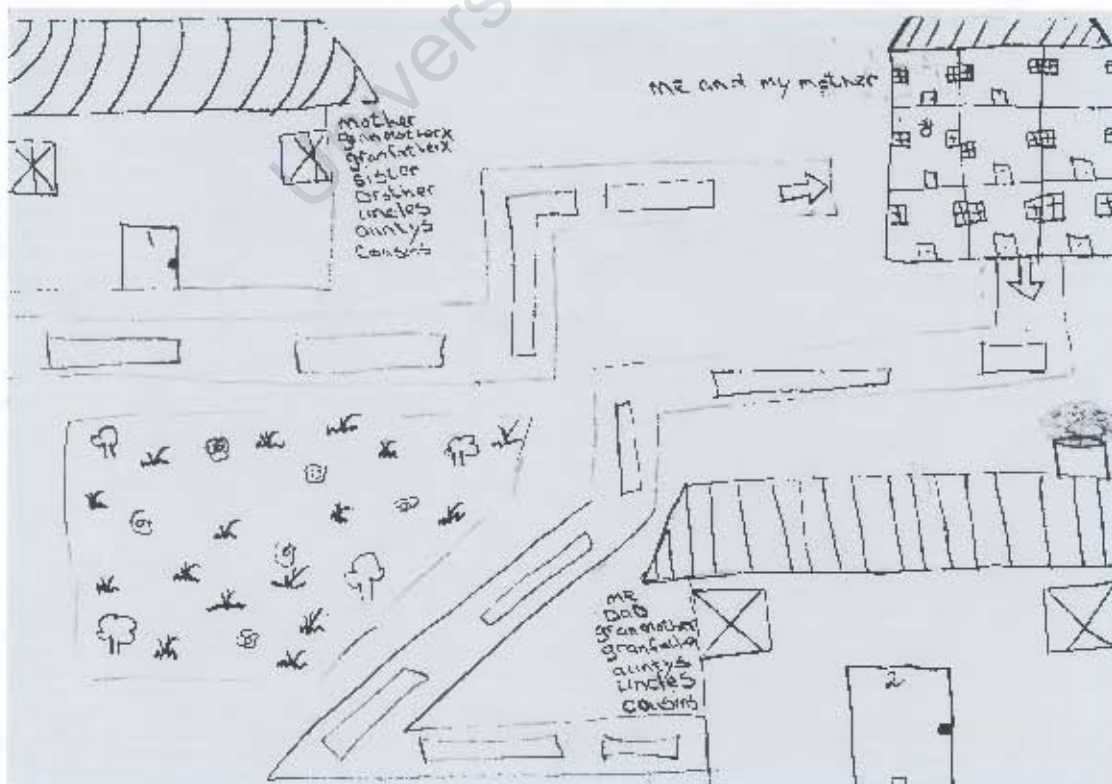 me and my mother
mother
granmotherx
granfatherx
sister
Brother
uncles
auntys
cousins
1
me
DaD
granmother
auntys
uncles
cousins
2
vers